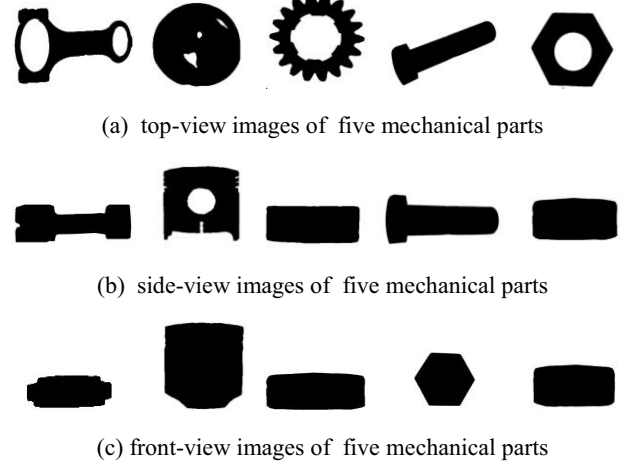 (a) top-view images of five mechanical parts
(b) side-view images of five mechanical parts
(c) front-view images of five mechanical parts